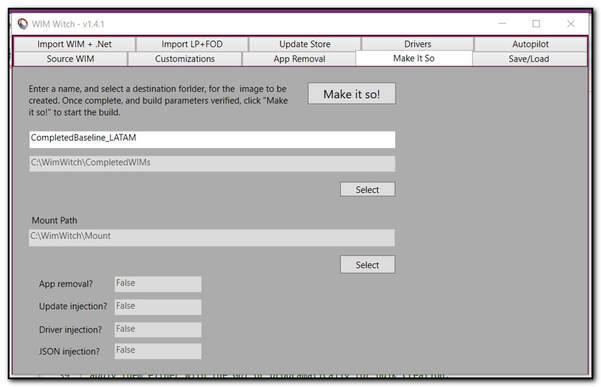 WIM Witch - v1.4.1
Import WIM + .Net
Import LP+FOD
Update Store
Drivers
Autopilot
Source WIM
Customizations
App Removal
Make It So
Save/Load
Enter a name, and select a destination forlder, for the image to be
created. Once complete, and build parameters verified, click "Make
it so!" to start the build.
Make it so!
CompletedBaseline_LATAM
C:\WimWitch\CompletedWIMs
Select
Mount Path
C:\WimWitch\Mount
Select
App removal? False
Update injection? False
Driver injection? False
JSON injection? False